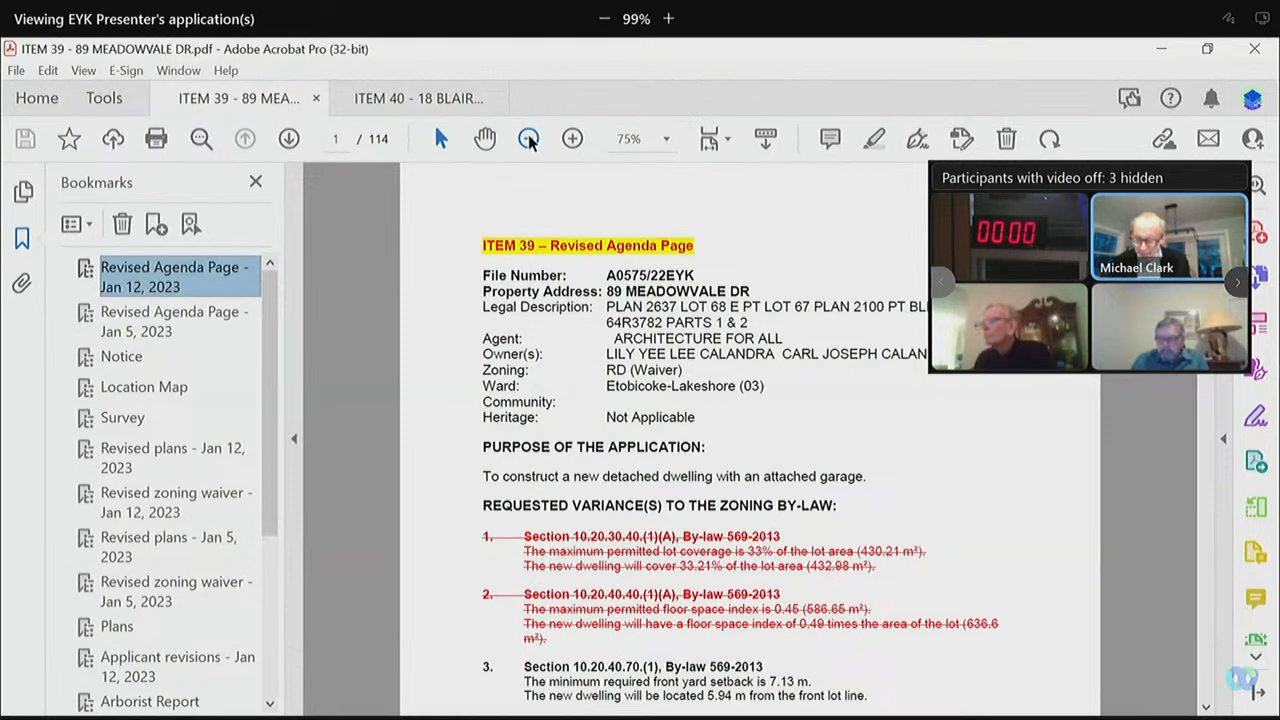 Viewing EYK Presenter's application(s)
99%
ITEM 39 - 89 MEADOWVALE DR.pdf - Adobe Acrobat Pro (32-bit)
File Edit View E-Sign Window Help
Home Tools ITEM 39 - 89 MEA... ITEM 40 - 18 BLAIR...
1 / 114 75%
Bookmarks
Revised Agenda Page -
Jan 12, 2023
Revised Agenda Page -
Jan 5, 2023
Notice
Location Map
Survey
Revised plans - Jan 12,
2023
Revised zoning waiver -
Jan 12, 2023
Revised plans - Jan 5,
2023
Revised zoning waiver -
Jan 5, 2023
Plans
Applicant revisions - Jan
12, 2023
Arborist Report
ITEM 39 – Revised Agenda Page
File Number: A0575/22EYK
Property Address: 89 MEADOWVALE DR
Legal Description: PLAN 2637 LOT 68 E PT LOT 67 PLAN 2100 PT
64R3782 PARTS 1 & 2
Agent: ARCHITECTURE FOR ALL
Owner(s): LILY YEE LEE CALANDRA CARL JOSEPH CALAN
Zoning: RD (Waiver)
Ward: Etobicoke-Lakeshore (03)
Community:
Heritage: Not Applicable
PURPOSE OF THE APPLICATION:
To construct a new detached dwelling with an attached garage.
REQUESTED VARIANCE(S) TO THE ZONING BY-LAW:
1. Section 10.20.30.40.(1)(A), By-law 569-2013
The maximum permitted lot coverage is 33% of the lot area (430.21 m²).
The new dwelling will cover 33.21% of the lot area (432.98 m²).
2. Section 10.20.40.40.(1)(A), By-law 569-2013
The maximum permitted floor space index is 0.45 (586.65 m²).
The new dwelling will have a floor space index of 0.49 times the area of the lot (636.6
m²).
3. Section 10.20.40.70.(1), By-law 569-2013
The minimum required front yard setback is 7.13 m.
The new dwelling will be located 5.94 m from the front lot line.
Participants with video off: 3 hidden
00:00
Michael Clark